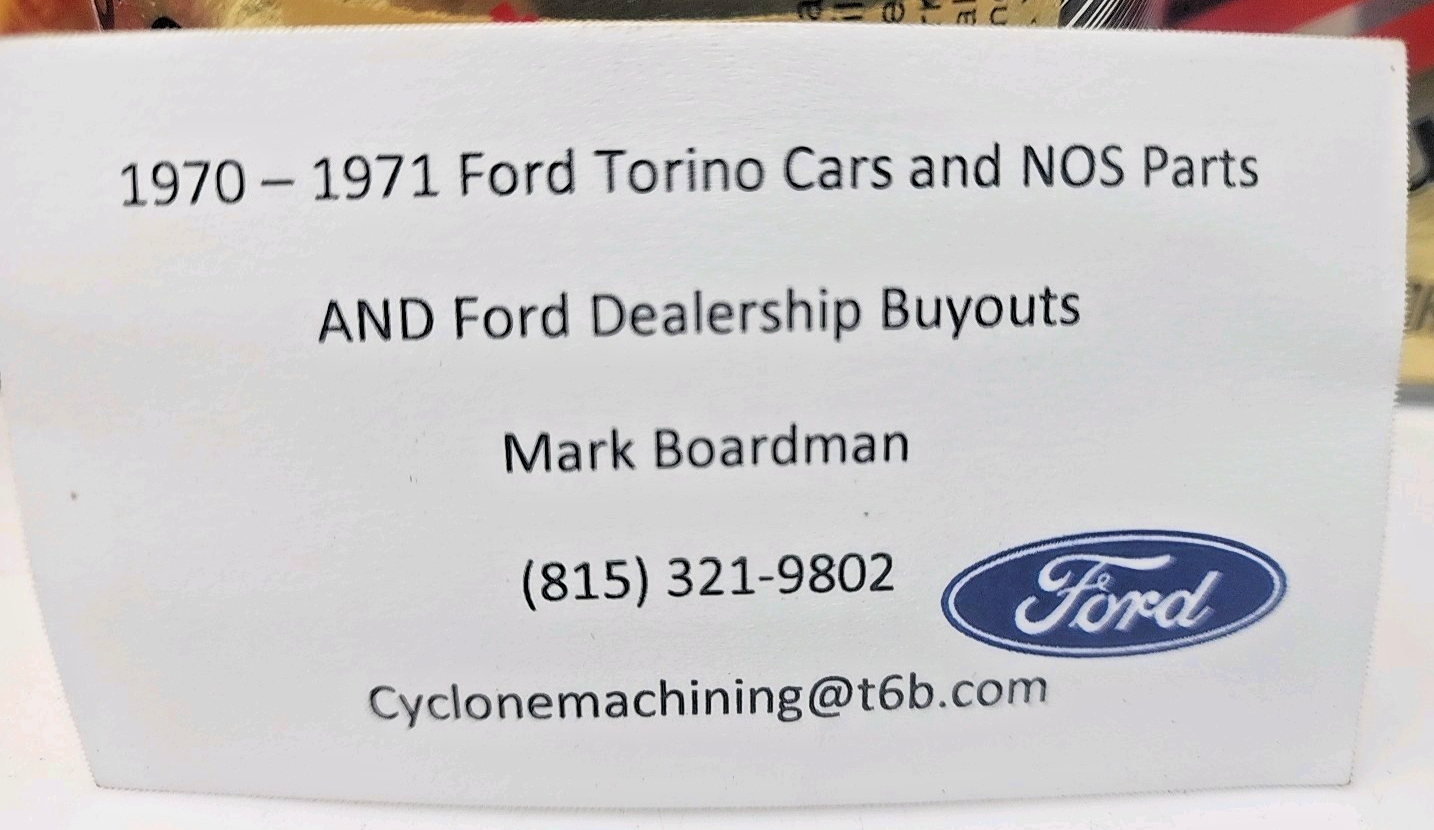 1970 – 1971 Ford Torino Cars and NOS Parts
AND Ford Dealership Buyouts
Mark Boardman
(815) 321-9802
Ford
Cyclonemachining@t6b.com